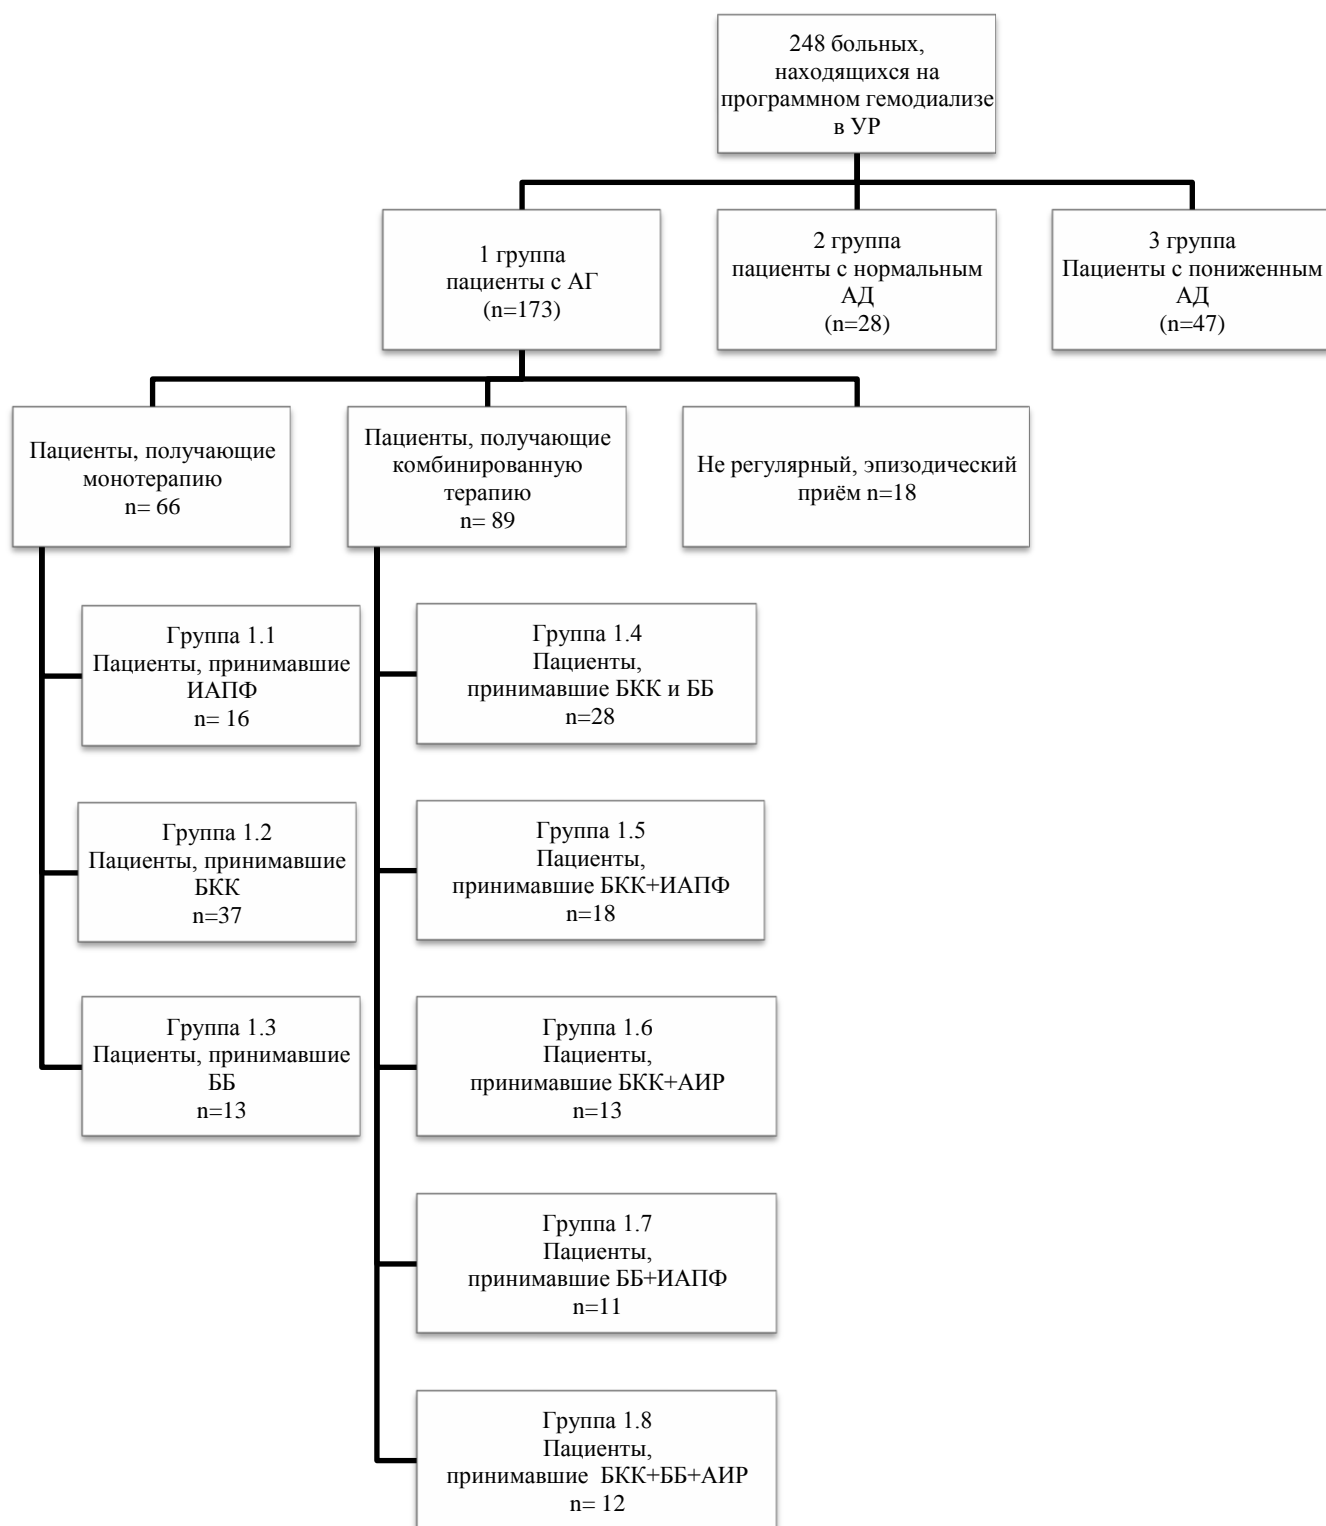 248 больных,
находящихся на
программном гемодиализе
в УР
1 группа
пациенты с АГ
(n=173)
2 группа
пациенты с нормальным
АД
(n=28)
3 группа
Пациенты с пониженным
АД
(n=47)
Пациенты, получающие
монотерапию
n= 66
Пациенты, получающие
комбинированную
терапию
n= 89
Не регулярный, эпизодический
приём n=18
Группа 1.1
Пациенты, принимавшие
ИАПФ
n= 16
Группа 1.2
Пациенты, принимавшие
БКК
n=37
Группа 1.3
Пациенты, принимавшие
ББ
n=13
Группа 1.4
Пациенты,
принимавшие БКК и ББ
n=28
Группа 1.5
Пациенты,
принимавшие БКК+ИАПФ
n=18
Группа 1.6
Пациенты,
принимавшие БКК+АИР
n=13
Группа 1.7
Пациенты,
принимавшие ББ+ИАПФ
n=11
Группа 1.8
Пациенты,
принимавшие БКК+ББ+АИР
n= 12